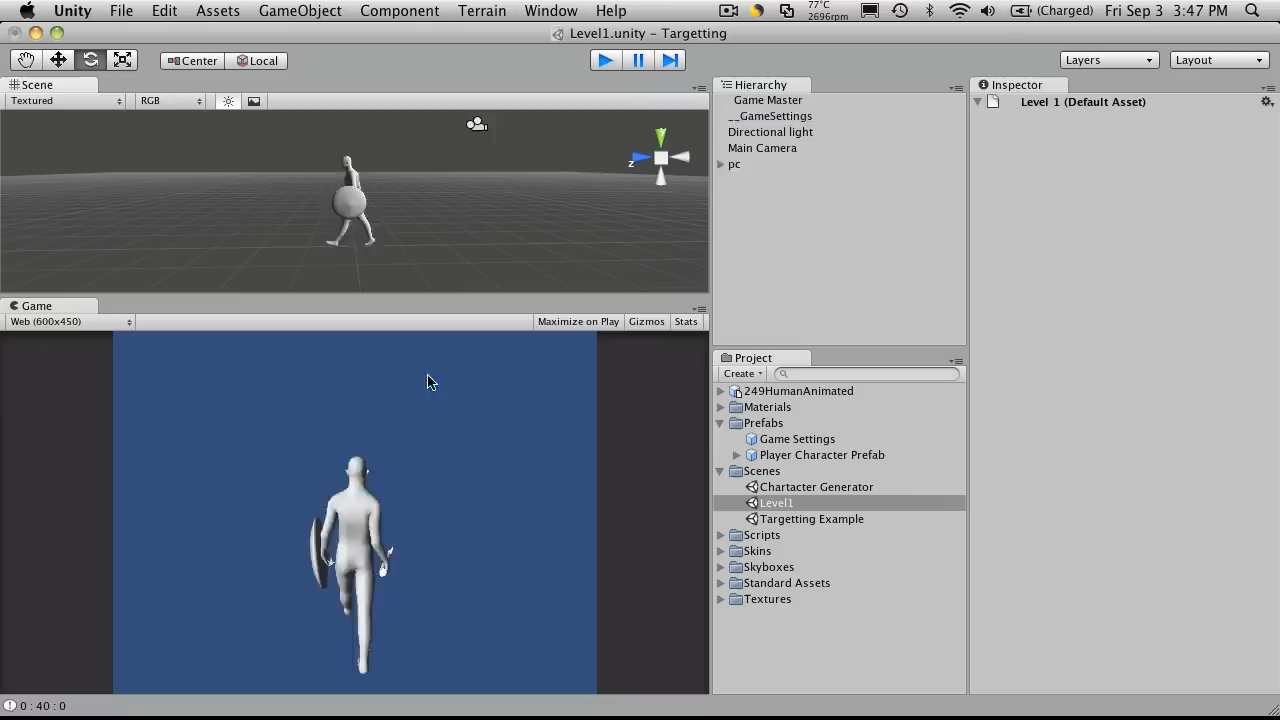 Unity File Edit Assets GameObject Component Terrain Window Help 77°C 2696rpm (Charged) Fri Sep 3 3:47 PM
Level1.unity – Targetting
Center Local Layers Layout
Scene
Textured RGB
z
Game
Web (600x450) Maximize on Play Gizmos Stats
Hierarchy
Game Master
__GameSettings
Directional light
Main Camera
pc
Project
Create
249HumanAnimated
Materials
Prefabs
Game Settings
Player Character Prefab
Scenes
Chartacter Generator
Level1
Targetting Example
Scripts
Skins
Skyboxes
Standard Assets
Textures
Inspector
Level 1 (Default Asset)
0 : 40 : 0